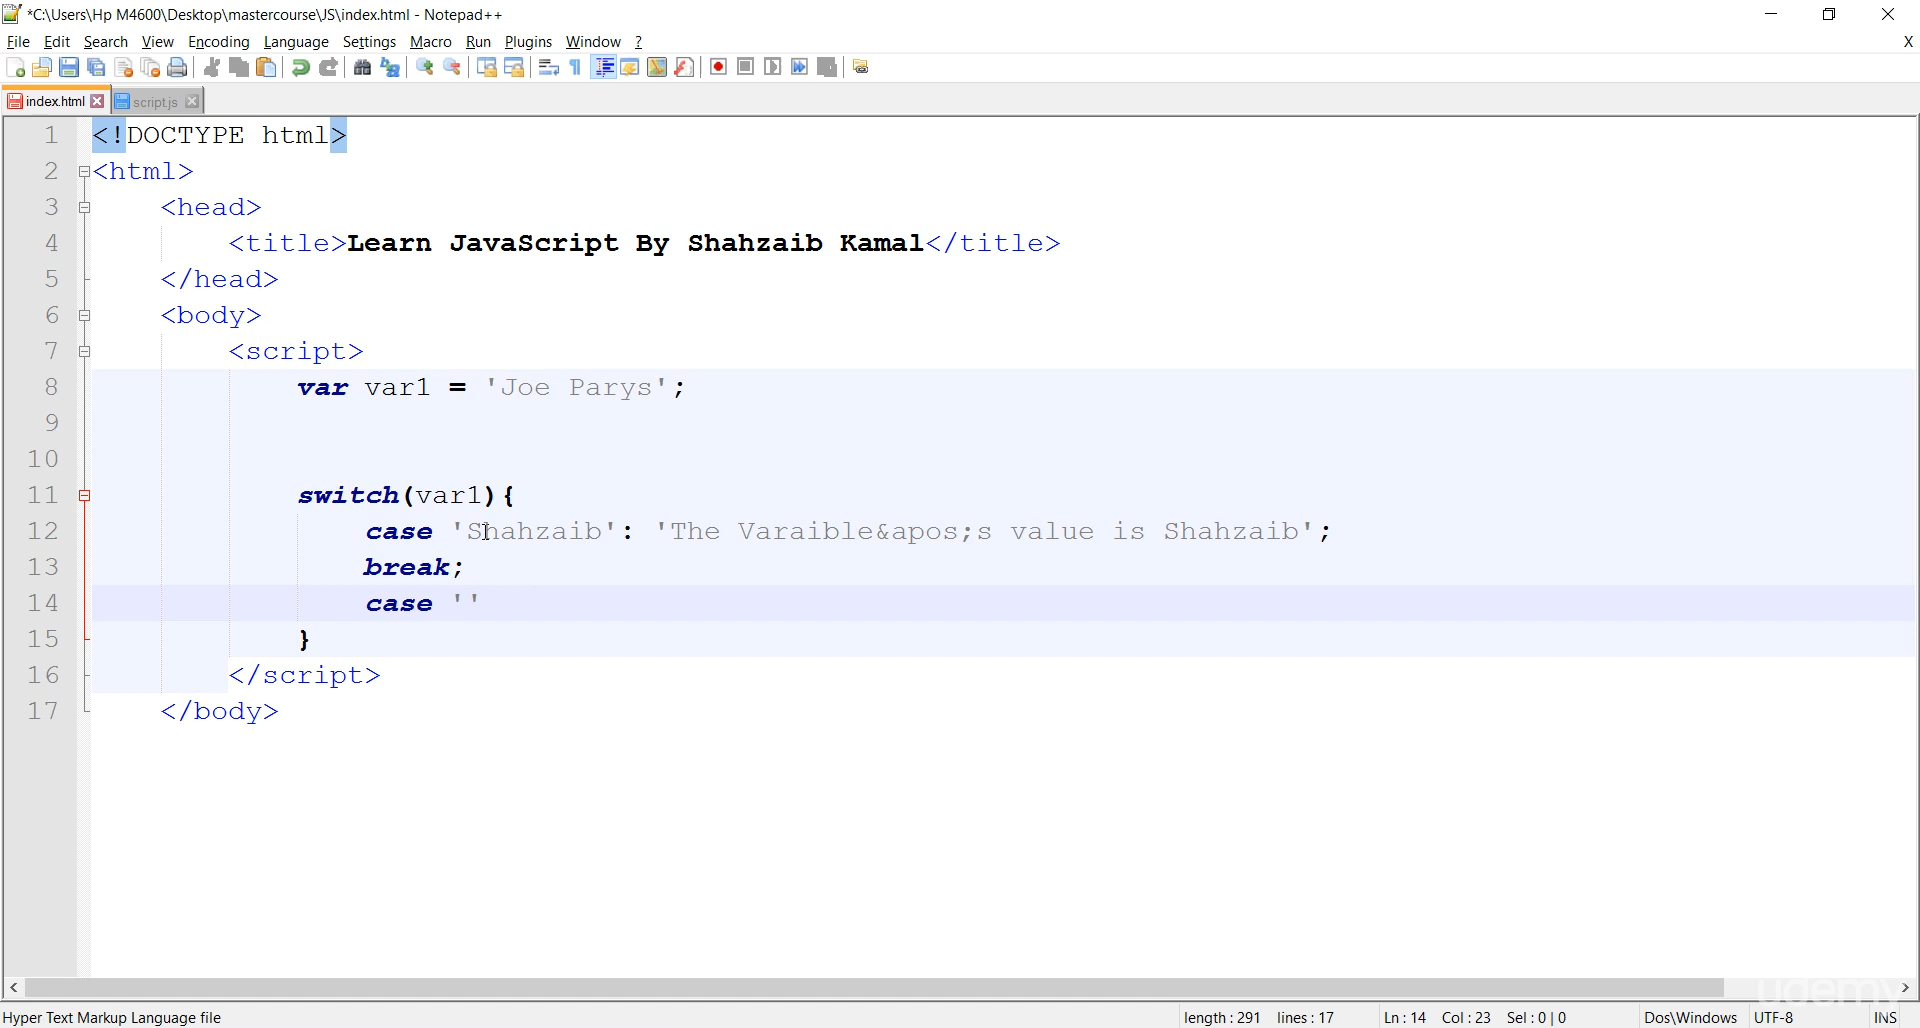 *C:\Users\Hp M4600\Desktop\mastercourse\JS\index.html - Notepad++
File Edit Search View Encoding Language Settings Macro Run Plugins Window ? X
index.html script.js
1 <!DOCTYPE html>
2 <html>
3 <head>
4 <title>Learn JavaScript By Shahzaib Kamal</title>
5 </head>
6 <body>
7 <script>
8 var var1 = 'Joe Parys';
9
10
11 switch(var1){
12 case 'Shahzaib': 'The Varaible&apos;s value is Shahzaib';
13 break;
14 case ''
15 }
16 </script>
17 </body>
udemy
Hyper Text Markup Language file length : 291 lines : 17 Ln : 14 Col : 23 Sel : 0 | 0 Dos\Windows UTF-8 INS